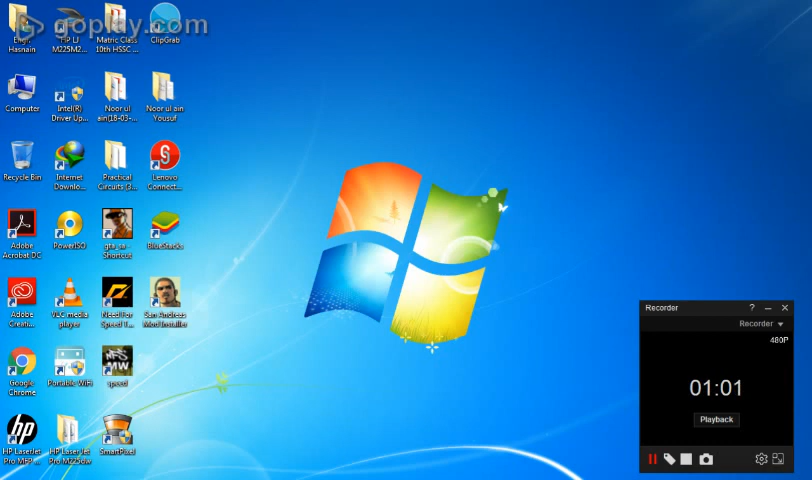 goplay.com
Engr
Hasnain
HP LJ
M225M2...
Matric Class
10th HSSC ...
ClipGrab
Computer
Intel(R)
Driver Up...
Noor ul
ain(18-03-...
Noor ul ain
Yousuf
Recycle Bin
Internet
Downlo...
Practical
Circuits (3...
Lenovo
Connect...
Adobe
Acrobat DC
PowerISO
gta_sa -
Shortcut
BlueStacks
Adobe
Creati...
VLC media
player
Need For
Speed T...
San Andreas
Mod Installer
Google
Chrome
Portable WiFi
speed
HP LaserJet
Pro MFP ...
HP LaserJet
Pro M225dw
SmartPixel
Recorder
Recorder
480P
01:01
Playback